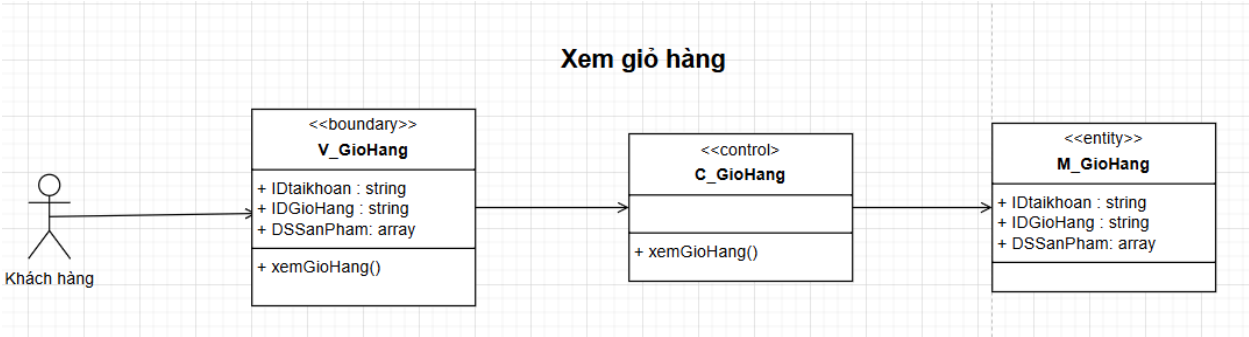 Xem giỏ hàng
<<boundary>>
V_GioHang
+ IDtaikhoan : string
+ IDGioHang : string
+ DSSanPham: array
+ xemGioHang()
<<control>
C_GioHang
+ xemGioHang()
<<entity>>
M_GioHang
+ IDtaikhoan : string
+ IDGioHang : string
+ DSSanPham: array
Khách hàng